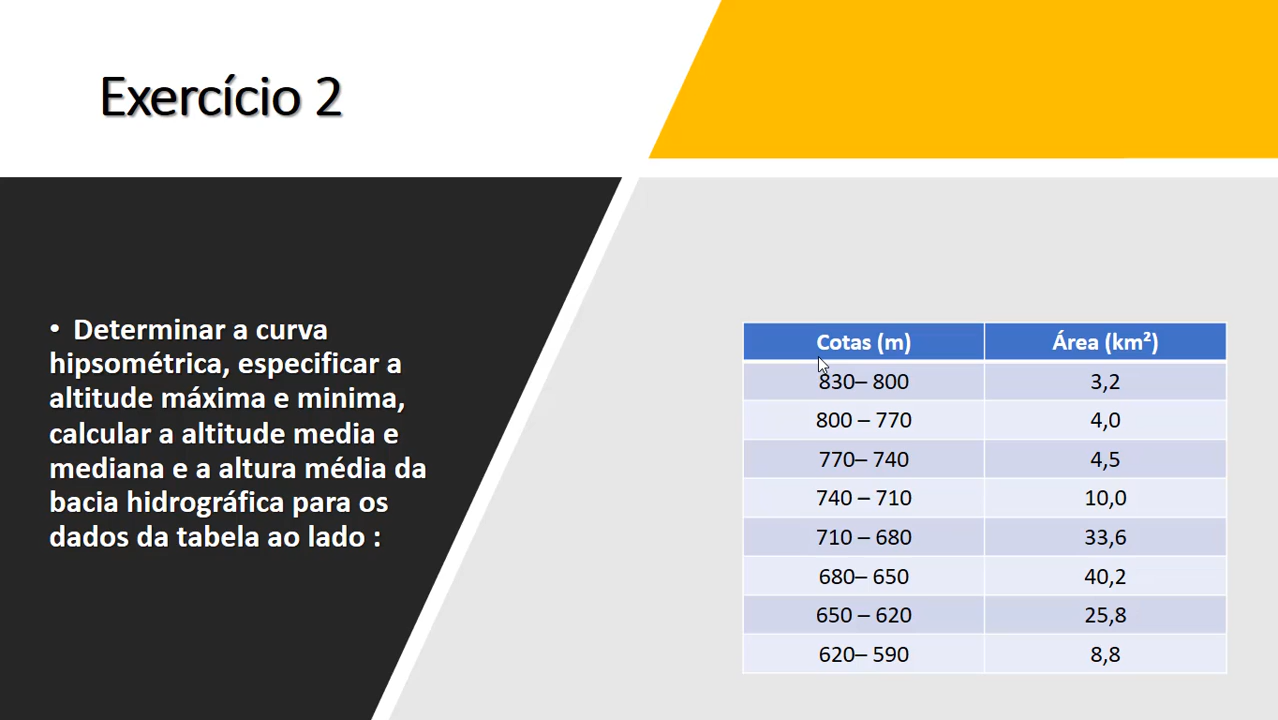 Exercício 2
• Determinar a curva
hipsométrica, especificar a
altitude máxima e minima,
calcular a altitude media e
mediana e a altura média da
bacia hidrográfica para os
dados da tabela ao lado :
Cotas (m) Área (km²)
830– 800 3,2
800 – 770 4,0
770– 740 4,5
740 – 710 10,0
710 – 680 33,6
680– 650 40,2
650 – 620 25,8
620– 590 8,8